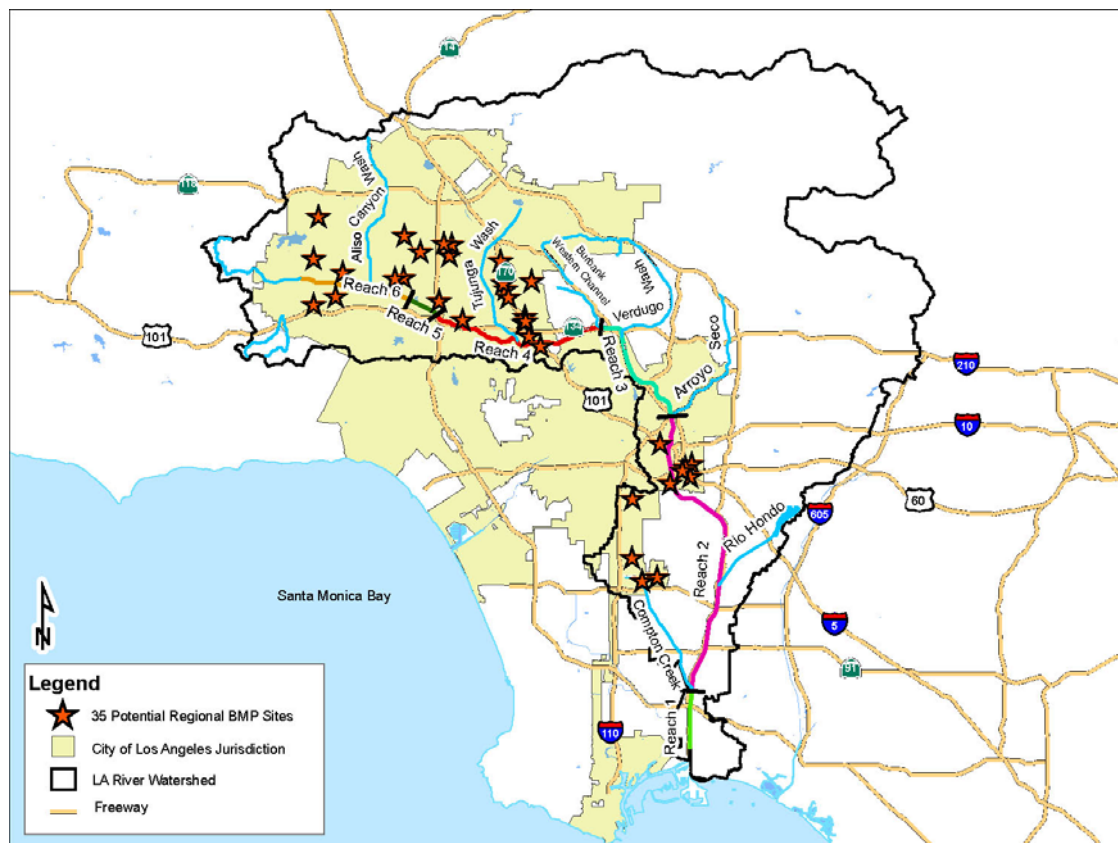 14
118
Wash
Canyon
Aliso
Wash
Tujunga
170
Burbank
Western Channel
Wash
Verdugo
134
Reach 6
Reach 5
Reach 4
Reach 3
Seco
Arroyo
101
101
210
10
60
605
Rio Hondo
Reach 2
Santa Monica Bay
N
5
Compton Creek
91
Reach 1
110
Legend
35 Potential Regional BMP Sites
City of Los Angeles Jurisdiction
LA River Watershed
Freeway